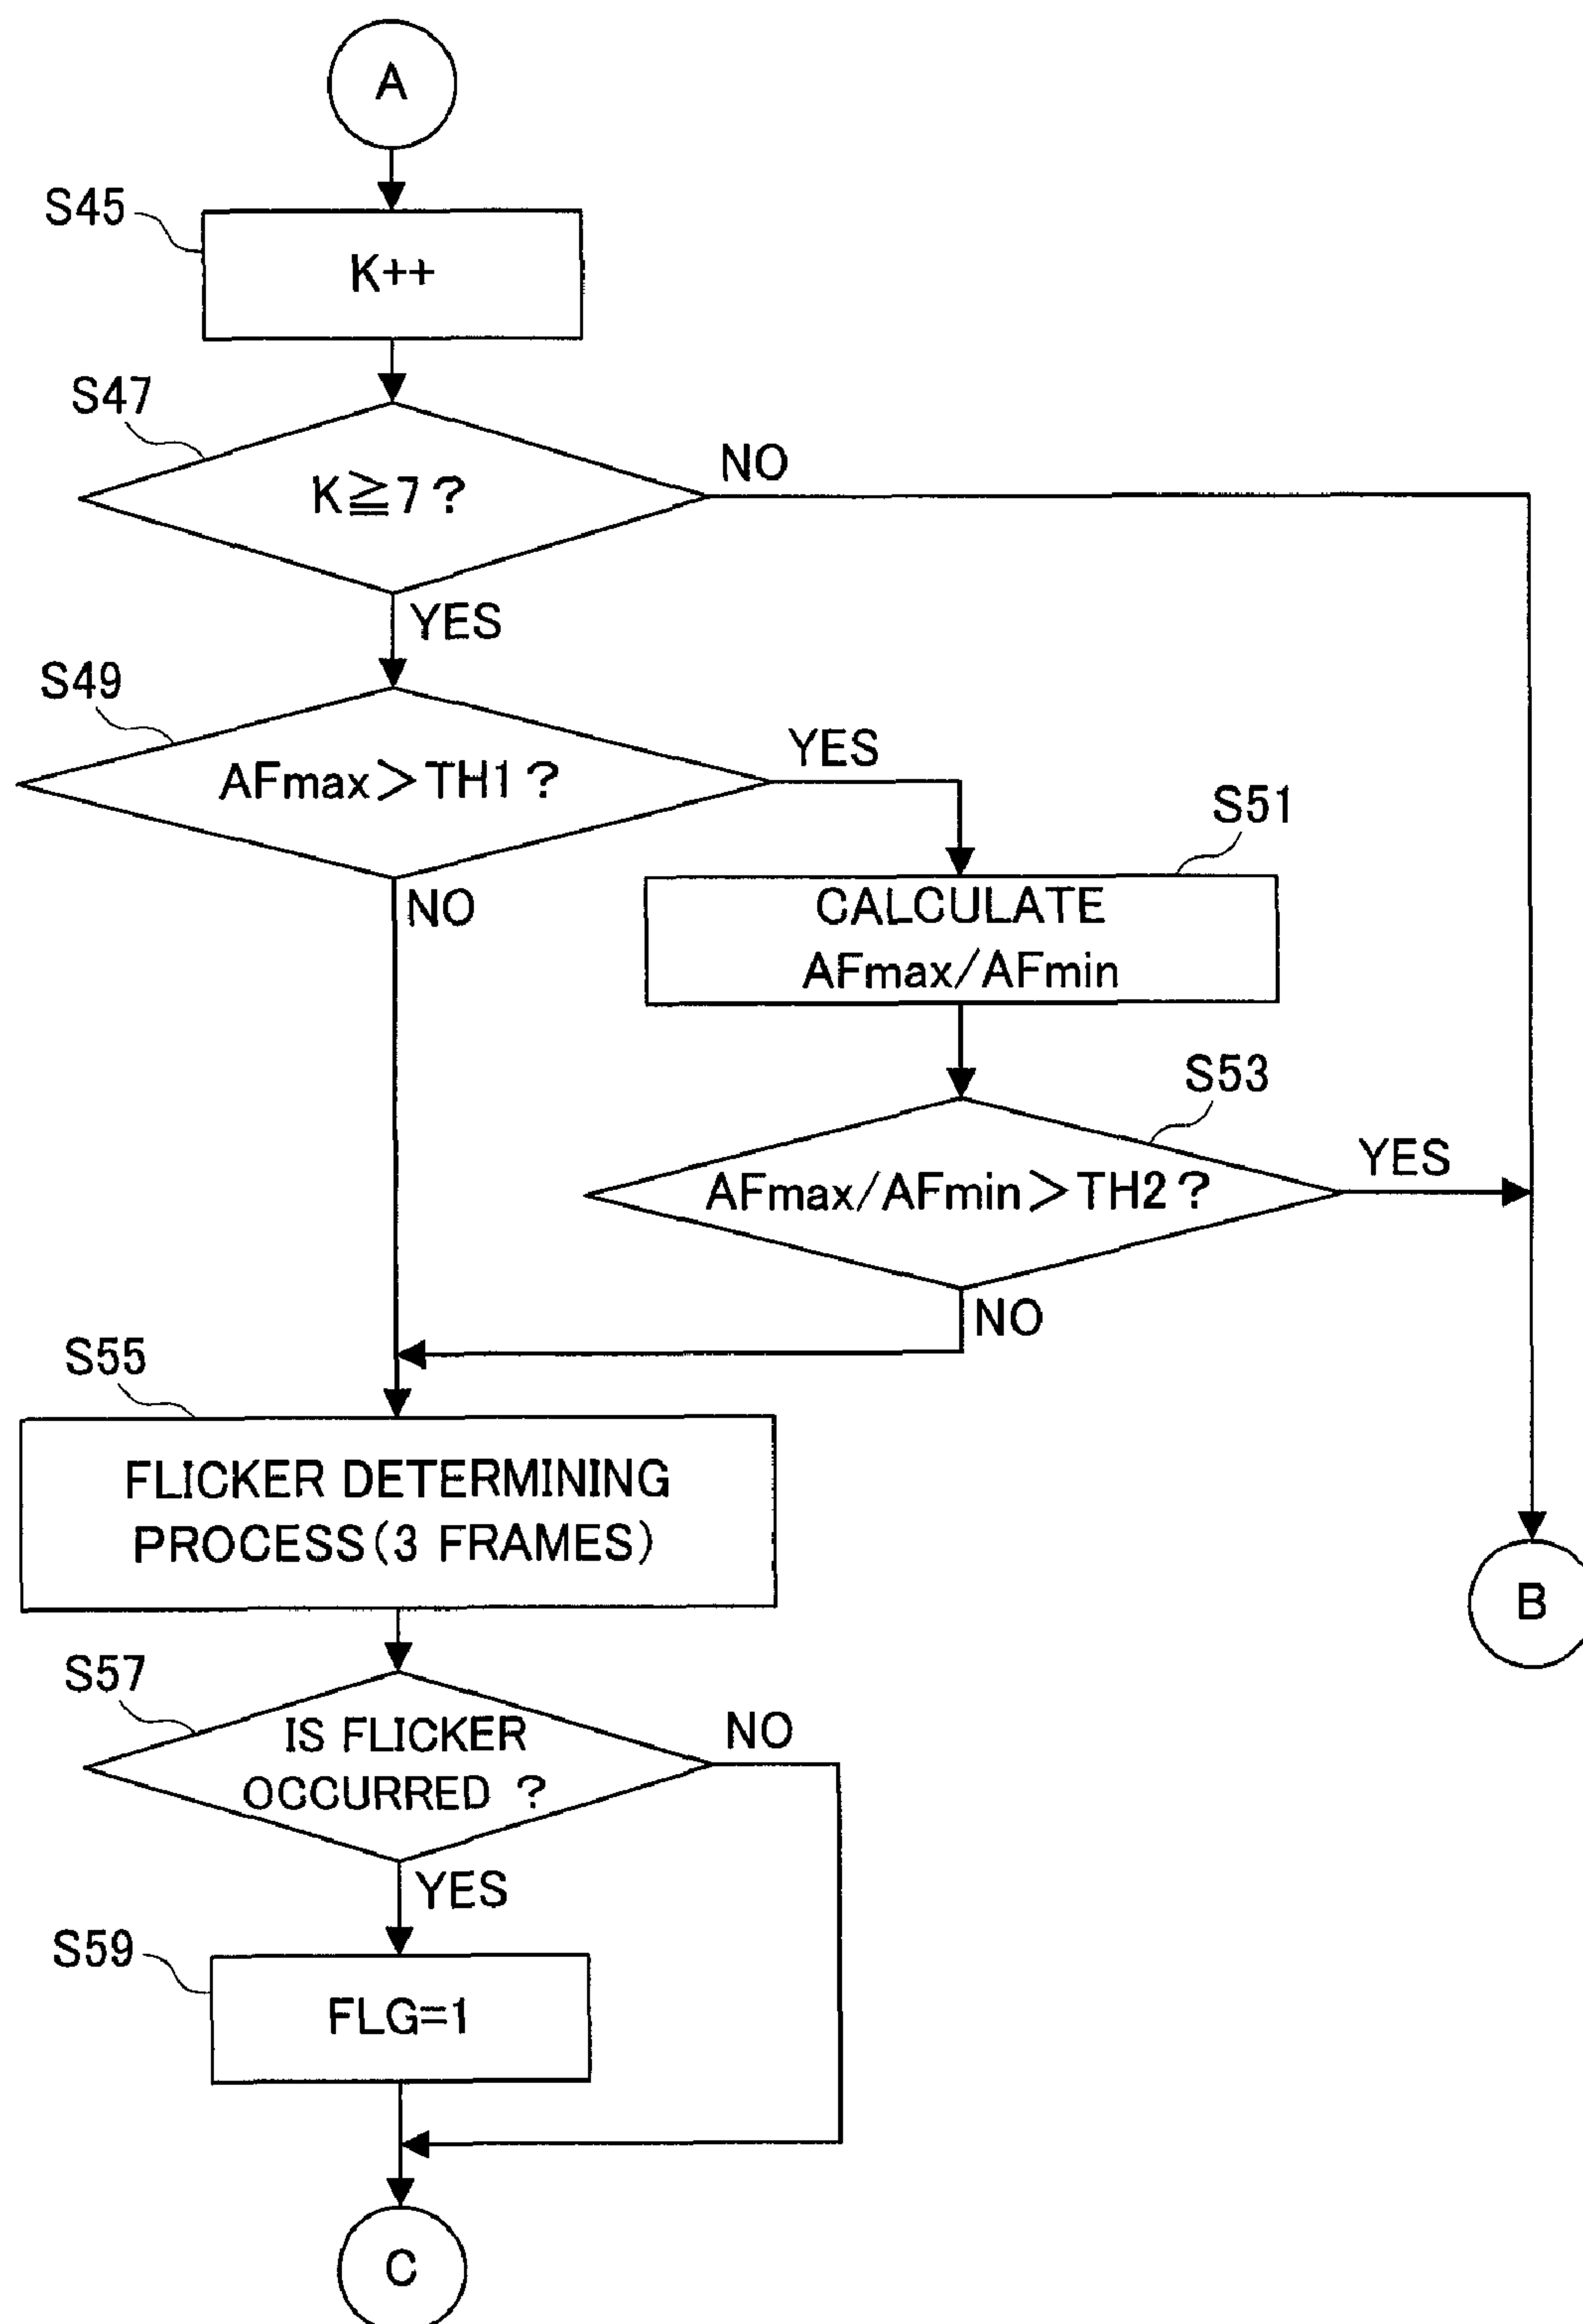 A
S45
K++
S47
K≧7?
NO
YES
S49
AFmax>TH1?
YES
NO
S51
CALCULATE
AFmax/AFmin
S53
AFmax/AFmin>TH2?
YES
NO
S55
FLICKER DETERMINING
PROCESS(3 FRAMES)
B
S57
IS FLICKER
OCCURRED ?
NO
YES
S59
FLG=1
C